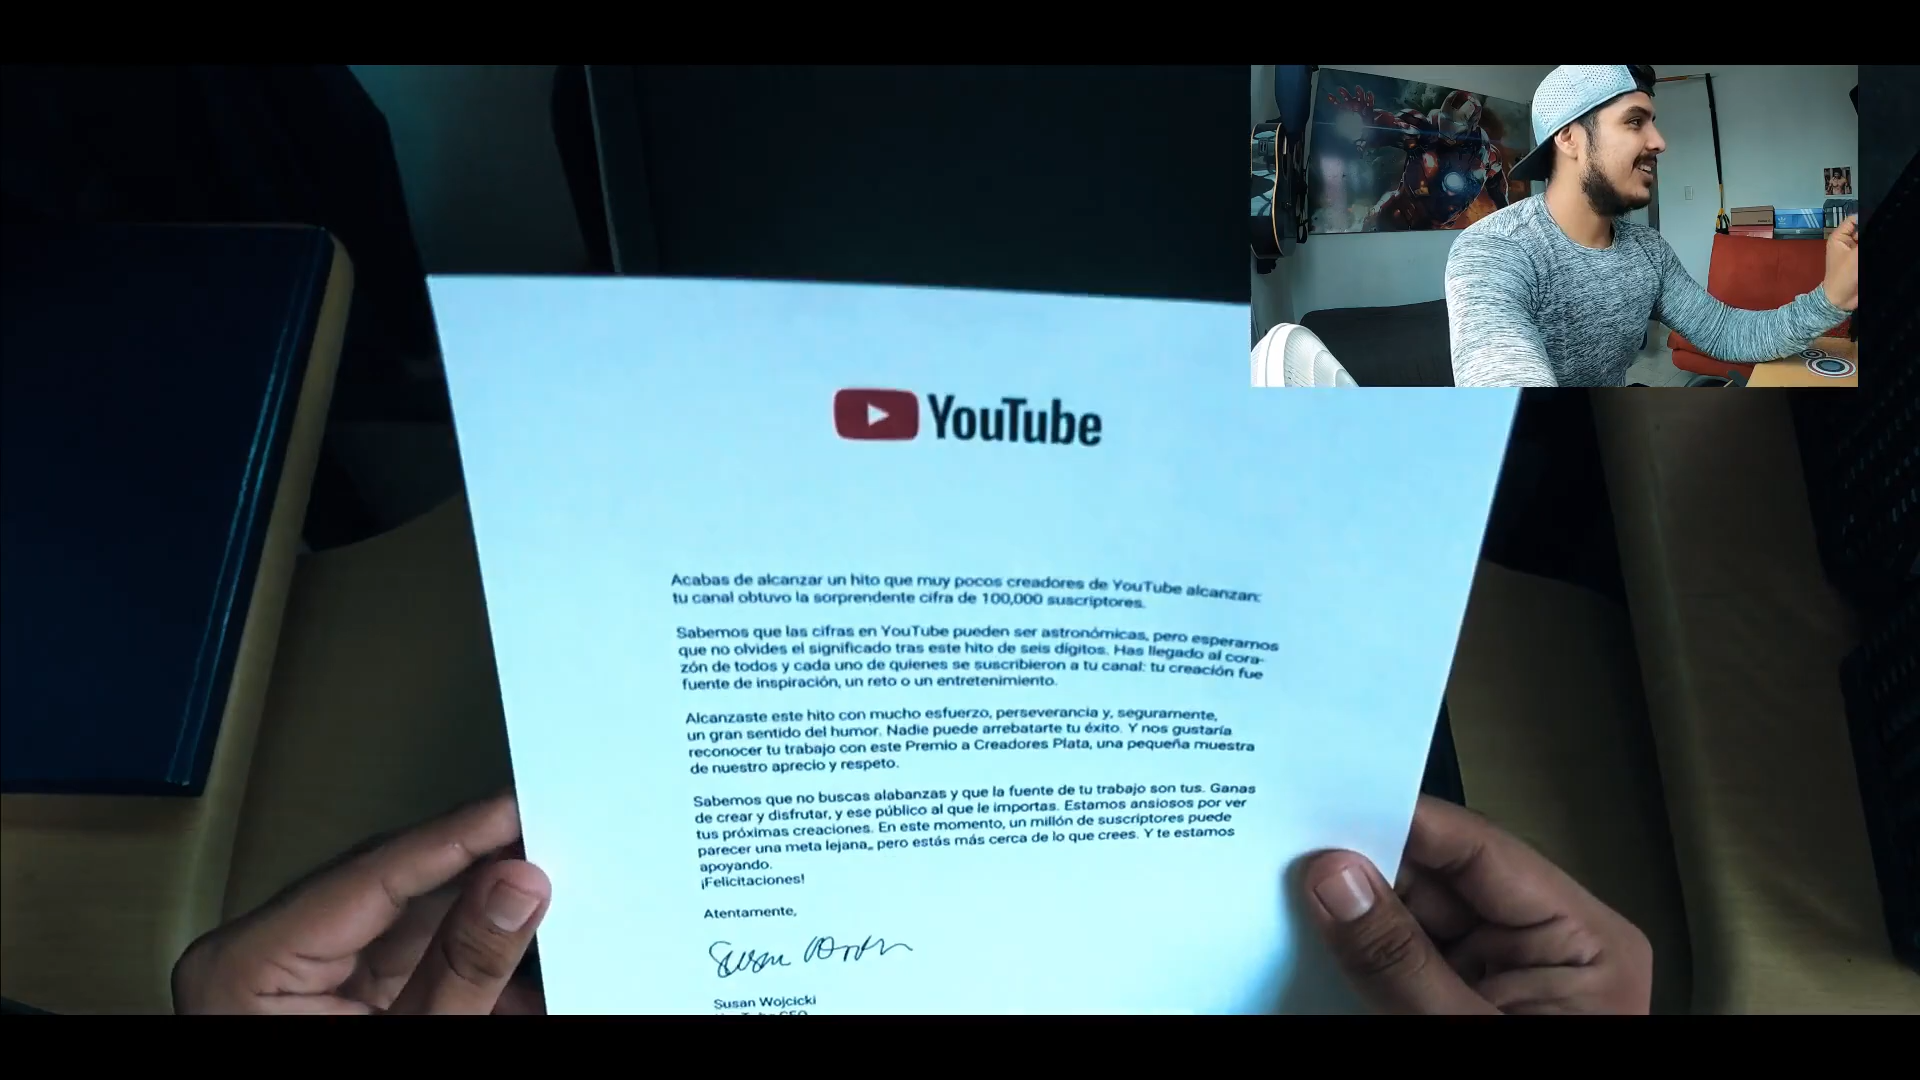 YouTube
Acabas de alcanzar un hito que muy pocos creadores de YouTube alcanzan:
tu canal obtuvo la sorprendente cifra de 100,000 suscriptores.
Sabemos que las cifras en YouTube pueden ser astronómicas, pero esperamos
que no olvides el significado tras este hito de seis dígitos. Has llegado al cora-
zón de todos y cada uno de quienes se suscribieron a tu canal: tu creación fue
fuente de inspiración, un reto o un entretenimiento.
Alcanzaste este hito con mucho esfuerzo, perseverancia y, seguramente,
un gran sentido del humor. Nadie puede arrebatarte tu éxito. Y nos gustaría
reconocer tu trabajo con este Premio a Creadores Plata, una pequeña muestra
de nuestro aprecio y respeto.
Sabemos que no buscas alabanzas y que la fuente de tu trabajo son tus. Ganas
de crear y disfrutar, y ese público al que le importas. Estamos ansiosos por ver
tus próximas creaciones. En este momento, un millón de suscriptores puede
parecer una meta lejana,, pero estás más cerca de lo que crees. Y te estamos
apoyando.
¡Felicitaciones!
Atentamente,
Susan Wojcicki
YouTube CEO